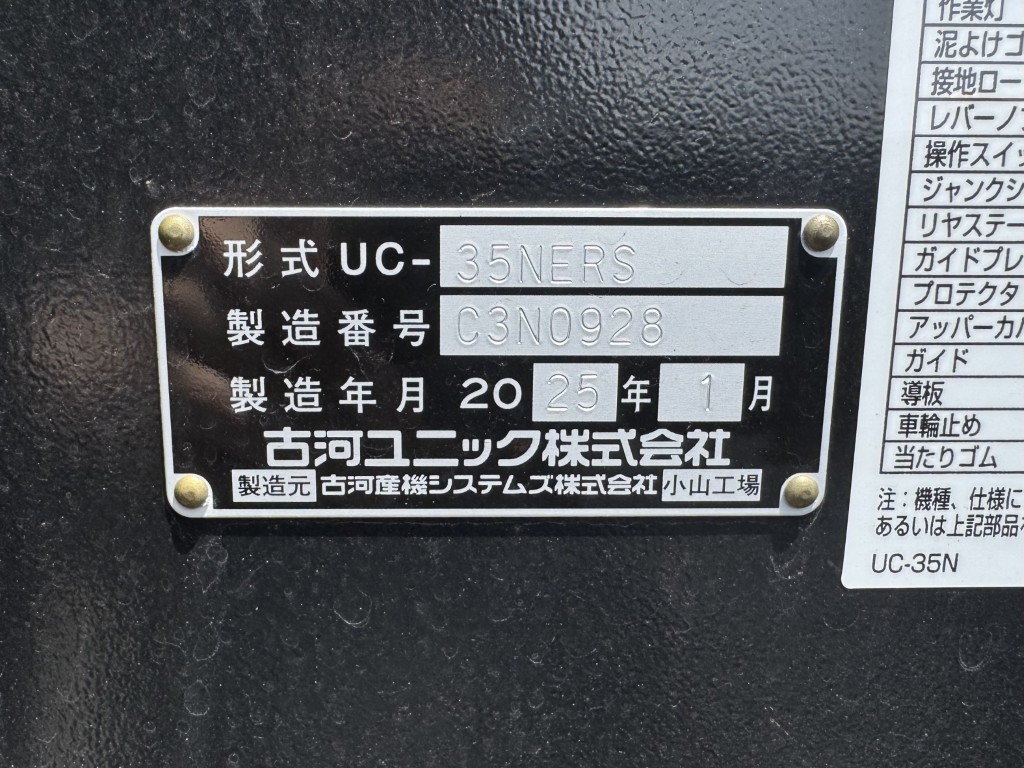 形式 UC- 35NERS
製造番号 C3N0928
製造年月 2025年 1月
古河ユニック株式会社
製造元 古河産機システムズ株式会社 小山工場
作業灯
泥よけゴ
接地ロー
レバーノブ
操作スイッ
ジャンクシ
リヤステー
ガイドプレ
プロテクタ
アッパーカバ
ガイド
導板
車輪止め
当たりゴム
注：機種、仕様に
あるいは上記部品
UC-35N